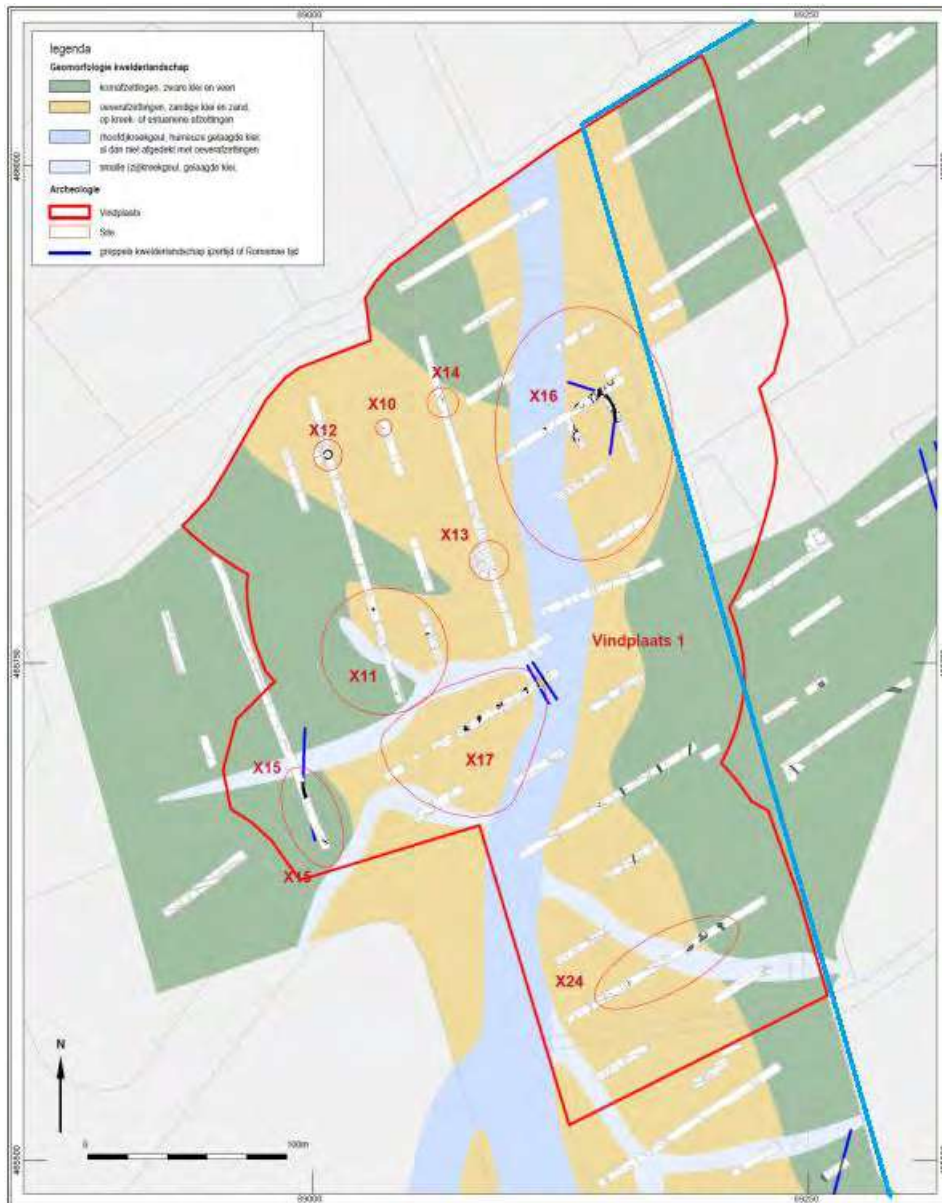 89000
89250
legenda
Geomorfologie kwelderlandschap
komafzettingen, zware klei en veen
oeverafzettingen, zandige klei en zand,
op kreek- of estuariene afzettingen
(hoofd)kreekgeul, humeuze gelaagde klei,
al dan niet afgedekt met oeverafzettingen
smalle (zij)kreekgeul, gelaagde klei,
Archeologie
Vindplaats
Site
greppels kwelderlandschap ijzertijd of Romeinse tijd
X14
X10
X16
X12
X13
Vindplaats 1
X11
X17
X15
X15
X24
N
0
100m
89000
89250